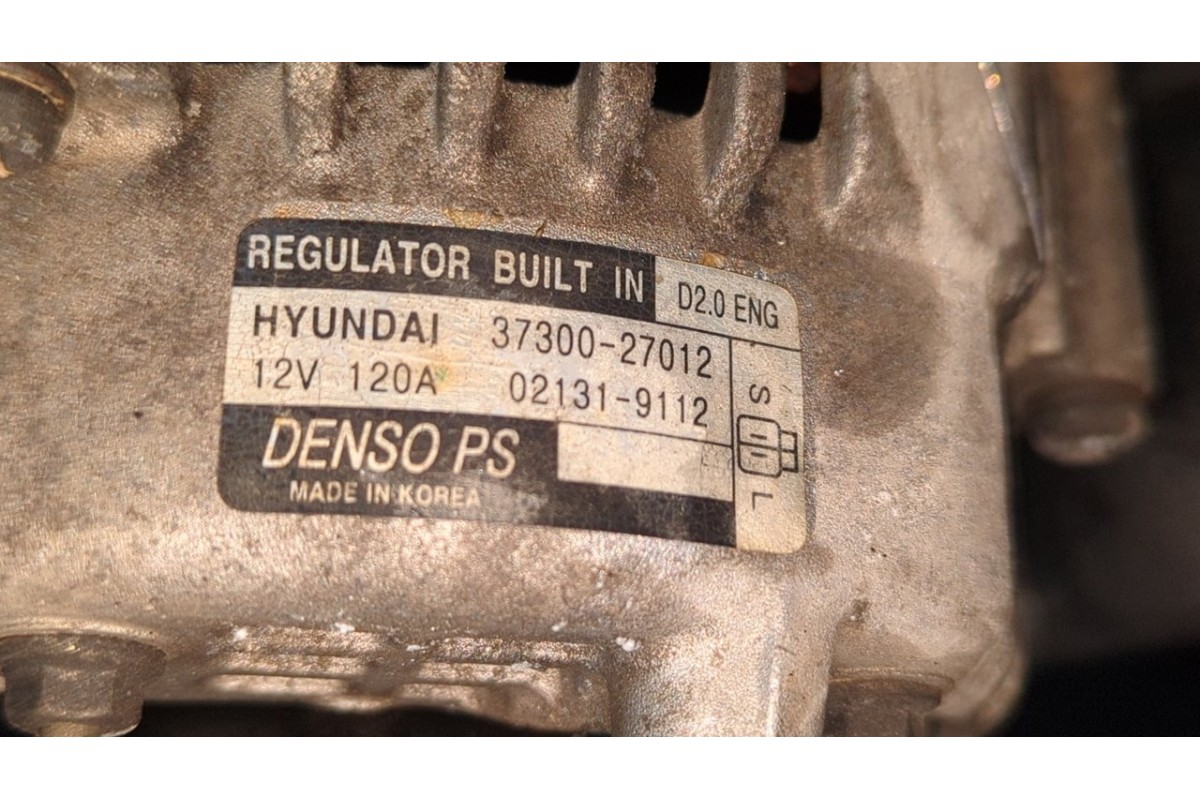 REGULATOR BUILT IN D2.0 ENG
HYUNDAI 37300-27012
12V 120A 02131-9112
S
DENSO PS
L
MADE IN KOREA